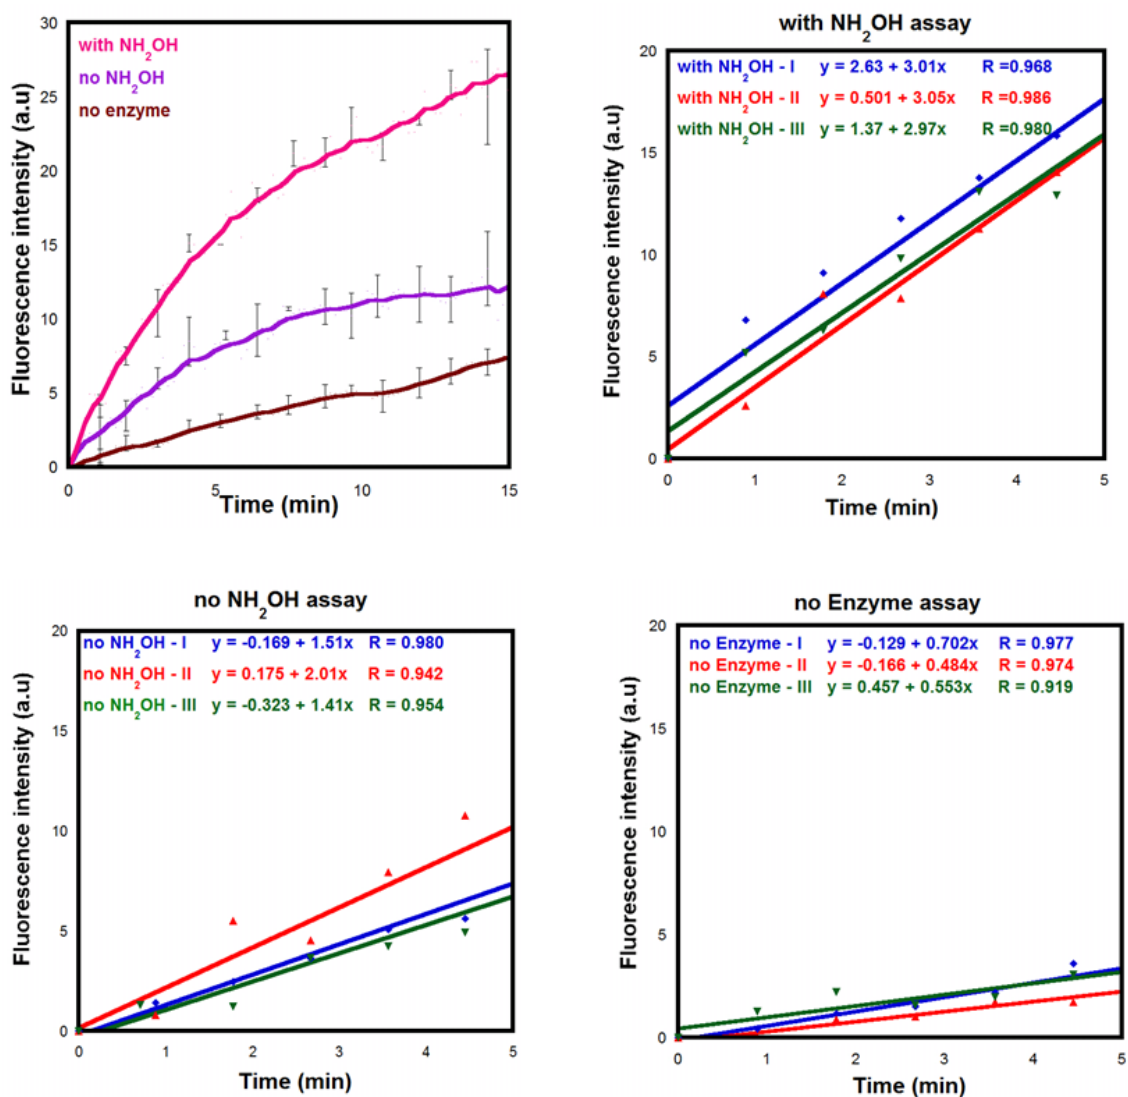 with NH2OH
no NH2OH
no enzyme
Fluorescence intensity (a.u)
30
25
20
15
10
5
0
0 5 10 15
Time (min)
with NH2OH assay
with NH2OH - I y = 2.63 + 3.01x R =0.968
with NH2OH - II y = 0.501 + 3.05x R =0.986
with NH2OH - III y = 1.37 + 2.97x R =0.980
Fluorescence intensity (a.u)
20
15
10
5
0
0 1 2 3 4 5
Time (min)
no NH2OH assay
no NH2OH - I y = -0.169 + 1.51x R = 0.980
no NH2OH - II y = 0.175 + 2.01x R = 0.942
no NH2OH - III y = -0.323 + 1.41x R = 0.954
Fluorescence intensity (a.u)
20
15
10
5
0
0 1 2 3 4 5
Time (min)
no Enzyme assay
no Enzyme - I y = -0.129 + 0.702x R = 0.977
no Enzyme - II y = -0.166 + 0.484x R = 0.974
no Enzyme - III y = 0.457 + 0.553x R = 0.919
Fluorescence intensity (a.u)
20
15
10
5
0
0 1 2 3 4 5
Time (min)